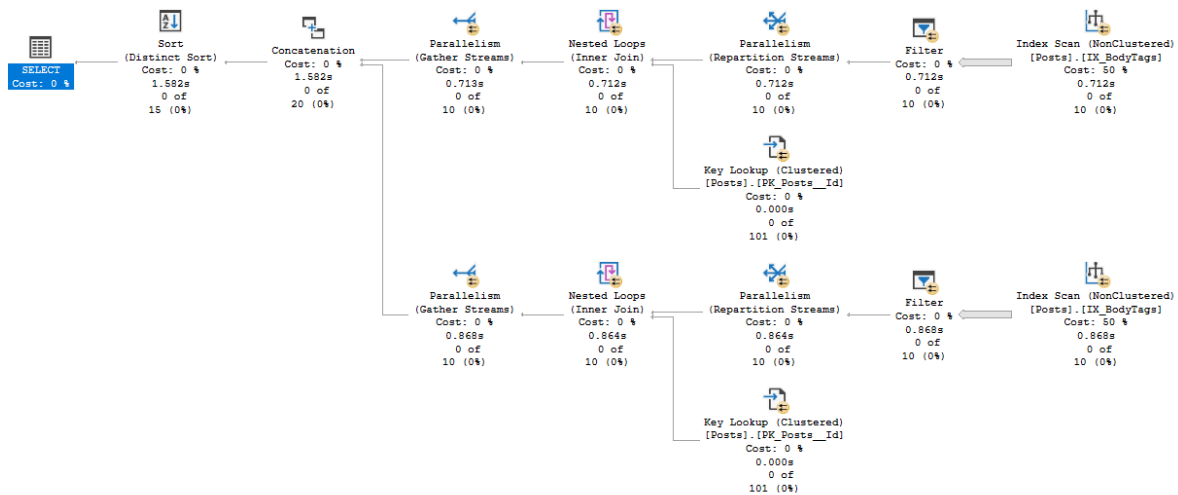 SELECT
Cost: 0 %
Sort
(Distinct Sort)
Cost: 0 %
1.582s
0 of
15 (0%)
Concatenation
Cost: 0 %
1.582s
0 of
20 (0%)
Parallelism
(Gather Streams)
Cost: 0 %
0.713s
0 of
10 (0%)
Nested Loops
(Inner Join)
Cost: 0 %
0.712s
0 of
10 (0%)
Parallelism
(Repartition Streams)
Cost: 0 %
0.712s
0 of
10 (0%)
Filter
Cost: 0 %
0.712s
0 of
10 (0%)
Index Scan (NonClustered)
[Posts].[IX_BodyTags]
Cost: 50 %
0.712s
0 of
10 (0%)
Key Lookup (Clustered)
[Posts].[PK_Posts__Id]
Cost: 0 %
0.000s
0 of
101 (0%)
Parallelism
(Gather Streams)
Cost: 0 %
0.868s
0 of
10 (0%)
Nested Loops
(Inner Join)
Cost: 0 %
0.864s
0 of
10 (0%)
Parallelism
(Repartition Streams)
Cost: 0 %
0.864s
0 of
10 (0%)
Filter
Cost: 0 %
0.868s
0 of
10 (0%)
Index Scan (NonClustered)
[Posts].[IX_BodyTags]
Cost: 50 %
0.868s
0 of
10 (0%)
Key Lookup (Clustered)
[Posts].[PK_Posts__Id]
Cost: 0 %
0.000s
0 of
101 (0%)